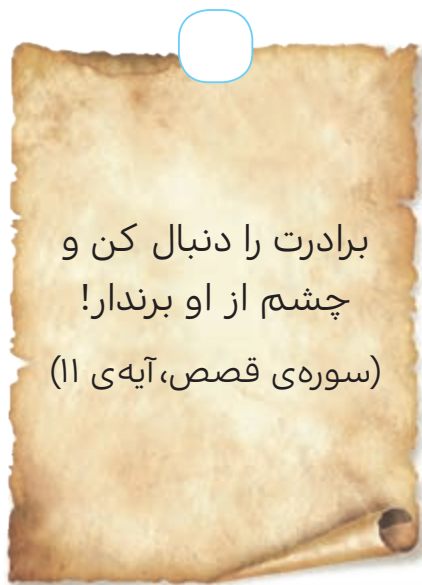 برادرت را دنبال کن و
چشم از او برندار!
(سوره‌ی قصص، آیه‌ی ۱۱)